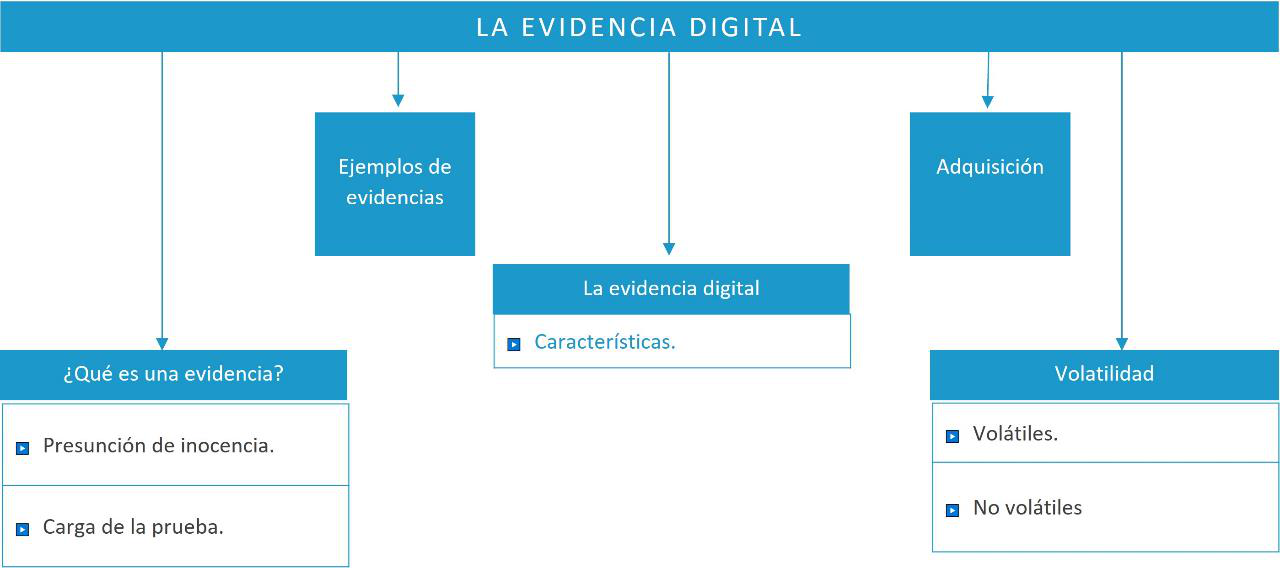 LA EVIDENCIA DIGITAL
Ejemplos de
evidencias
Adquisición
La evidencia digital
Características.
¿Qué es una evidencia?
Presunción de inocencia.
Carga de la prueba.
Volatilidad
Volátiles.
No volátiles